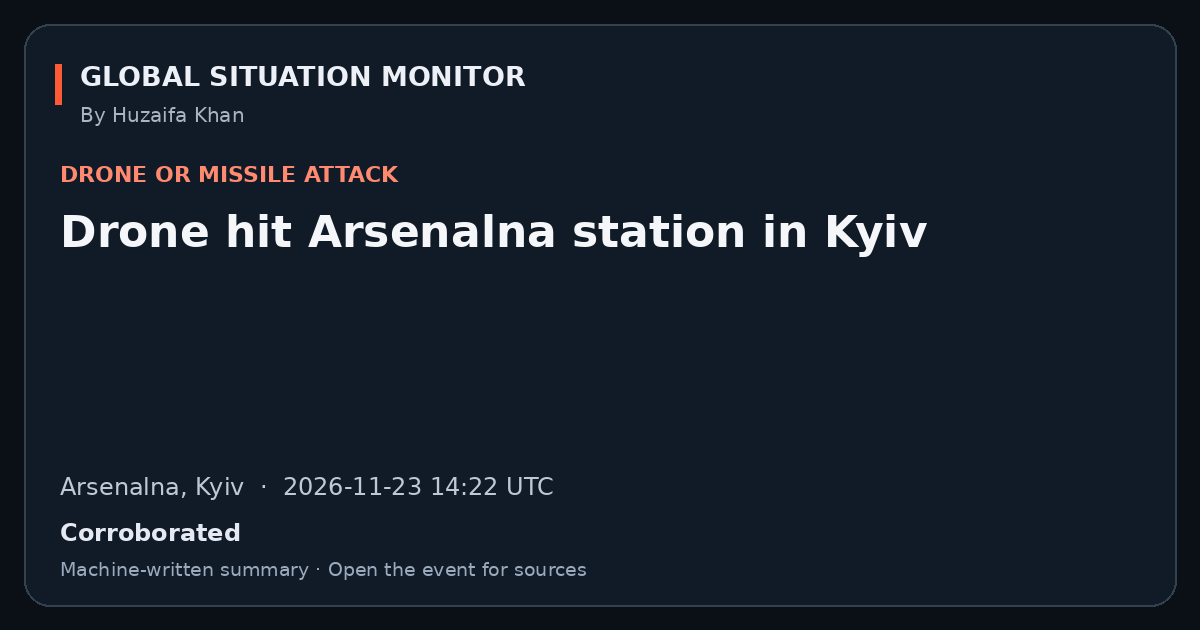 GLOBAL SITUATION MONITOR
By Huzaifa Khan
DRONE OR MISSILE ATTACK
Drone hit Arsenalna station in Kyiv
Arsenalna, Kyiv · 2026-11-23 14:22 UTC
Corroborated
Machine-written summary · Open the event for sources